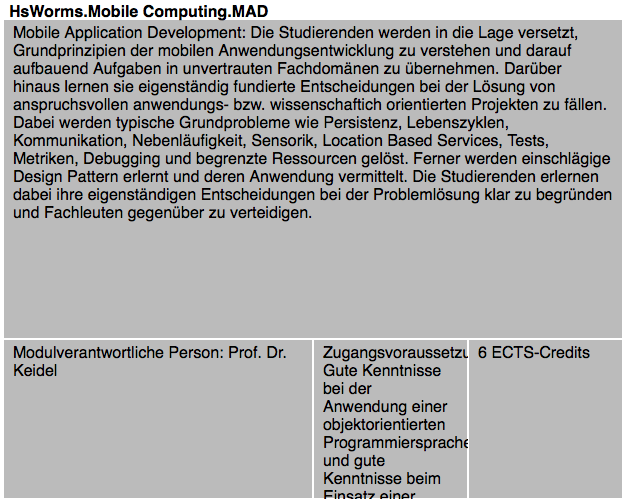 HsWorms.Mobile Computing.MAD
Mobile Application Development: Die Studierenden werden in die Lage versetzt,
Grundprinzipien der mobilen Anwendungsentwicklung zu verstehen und darauf
aufbauend Aufgaben in unvertrauten Fachdomänen zu übernehmen. Darüber
hinaus lernen sie eigenständig fundierte Entscheidungen bei der Lösung von
anspruchsvollen anwendungs- bzw. wissenschaftich orientierten Projekten zu fällen.
Dabei werden typische Grundprobleme wie Persistenz, Lebenszyklen,
Kommunikation, Nebenläufigkeit, Sensorik, Location Based Services, Tests,
Metriken, Debugging und begrenzte Ressourcen gelöst. Ferner werden einschlägige
Design Pattern erlernt und deren Anwendung vermittelt. Die Studierenden erlernen
dabei ihre eigenständigen Entscheidungen bei der Problemlösung klar zu begründen
und Fachleuten gegenüber zu verteidigen.
Modulverantwortliche Person: Prof. Dr.
Keidel
Zugangsvoraussetzu
Gute Kenntnisse
bei der
Anwendung einer
objektorientierten
Programmiersprache
und gute
Kenntnisse beim
Einsatz einer
6 ECTS-Credits